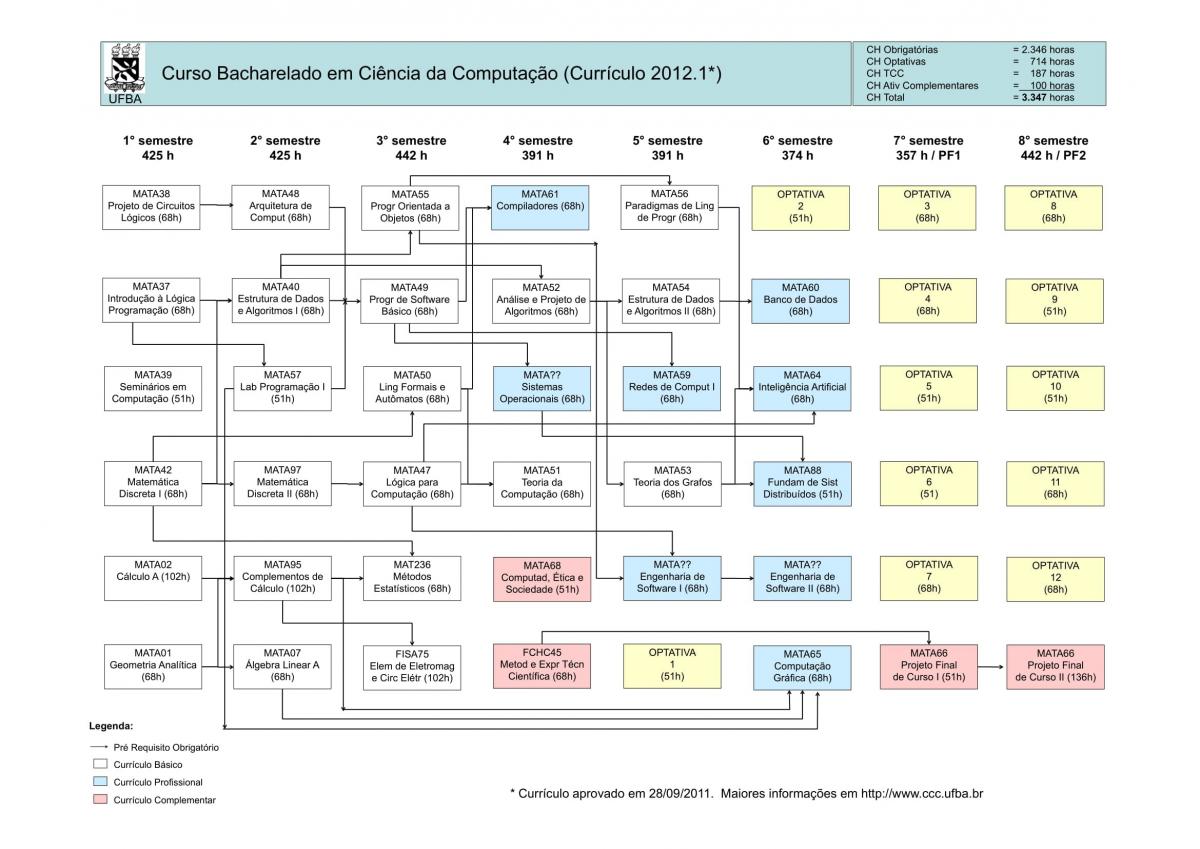 UFBA
Curso Bacharelado em Ciência da Computação (Currículo 2012.1*)
CH Obrigatórias = 2.346 horas
CH Optativas = 714 horas
CH TCC = 187 horas
CH Ativ Complementares = 100 horas
CH Total = 3.347 horas
1° semestre
425 h
2° semestre
425 h
3° semestre
442 h
4° semestre
391 h
5° semestre
391 h
6° semestre
374 h
7° semestre
357 h / PF1
8° semestre
442 h / PF2
MATA38
Projeto de Circuitos
Lógicos (68h)
MATA48
Arquitetura de
Comput (68h)
MATA55
Progr Orientada a
Objetos (68h)
MATA61
Compiladores (68h)
MATA56
Paradigmas de Ling
de Progr (68h)
OPTATIVA
2
(51h)
OPTATIVA
3
(68h)
OPTATIVA
8
(68h)
MATA37
Introdução à Lógica
Programação (68h)
MATA40
Estrutura de Dados
e Algoritmos I (68h)
MATA49
Progr de Software
Básico (68h)
MATA52
Análise e Projeto de
Algoritmos (68h)
MATA54
Estrutura de Dados
e Algoritmos II (68h)
MATA60
Banco de Dados
(68h)
OPTATIVA
4
(68h)
OPTATIVA
9
(51h)
MATA39
Seminários em
Computação (51h)
MATA57
Lab Programação I
(51h)
MATA50
Ling Formais e
Autômatos (68h)
MATA??
Sistemas
Operacionais (68h)
MATA59
Redes de Comput I
(68h)
MATA64
Inteligência Artificial
(68h)
OPTATIVA
5
(51h)
OPTATIVA
10
(51h)
MATA42
Matemática
Discreta I (68h)
MATA97
Matemática
Discreta II (68h)
MATA47
Lógica para
Computação (68h)
MATA51
Teoria da
Computação (68h)
MATA53
Teoria dos Grafos
(68h)
MATA88
Fundam de Sist
Distribuídos (51h)
OPTATIVA
6
(51)
OPTATIVA
11
(68h)
MATA02
Cálculo A (102h)
MATA95
Complementos de
Cálculo (102h)
MAT236
Métodos
Estatísticos (68h)
MATA68
Computad, Ética e
Sociedade (51h)
MATA??
Engenharia de
Software I (68h)
MATA??
Engenharia de
Software II (68h)
OPTATIVA
7
(68h)
OPTATIVA
12
(68h)
MATA01
Geometria Analítica
(68h)
MATA07
Álgebra Linear A
(68h)
FISA75
Elem de Eletromag
e Circ Elétr (102h)
FCHC45
Metod e Expr Técn
Científica (68h)
OPTATIVA
1
(51h)
MATA65
Computação
Gráfica (68h)
MATA66
Projeto Final
de Curso I (51h)
MATA66
Projeto Final
de Curso II (136h)
Legenda:
Pré Requisito Obrigatório
Currículo Básico
Currículo Profissional
Currículo Complementar
* Currículo aprovado em 28/09/2011. Maiores informações em http://www.ccc.ufba.br